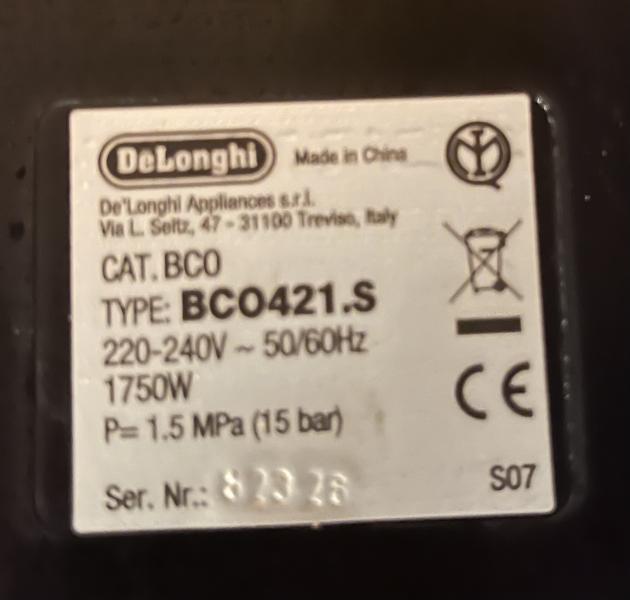 DeLonghi Made in China
De'Longhi Appliances s.r.l.
Via L. Seitz, 47 - 31100 Treviso, Italy
CAT. BCO
TYPE: BCO421.S
220-240V ~ 50/60Hz
1750W
P= 1.5 MPa (15 bar)
Ser. Nr.: 82328
CE
S07